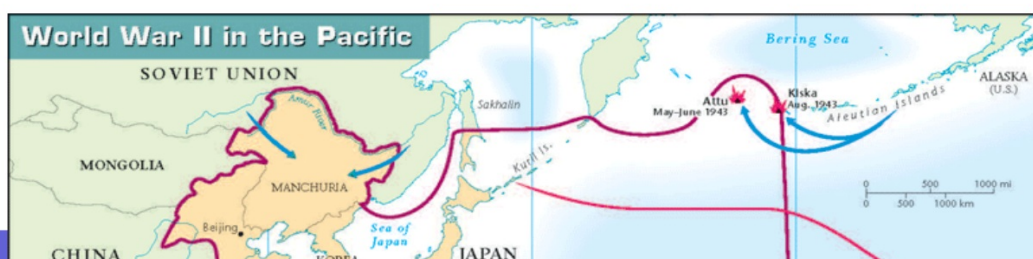 World War II in the Pacific
SOVIET UNION
Amur River
Sakhalin
Bering Sea
ALASKA
(U.S.)
Attu
May–June 1943
Kiska
Aug. 1943
Aleutian Islands
MONGOLIA
MANCHURIA
Kuril Is.
0 500 1000 mi
0 500 1000 km
Beijing
Sea of
Japan
CHINA
KOREA
JAPAN